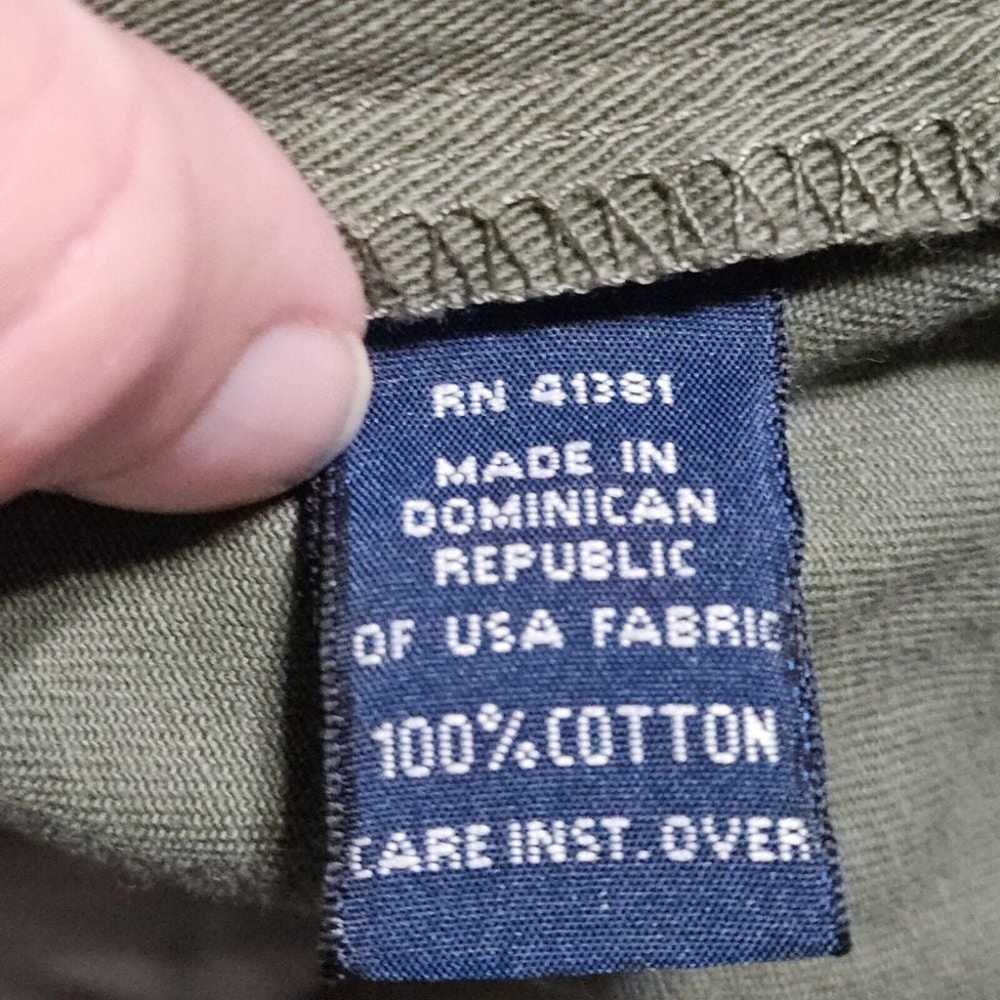 RN 41381
MADE IN
DOMINICAN
REPUBLIC
OF USA FABRIC
100% COTTON
CARE INST. OVER